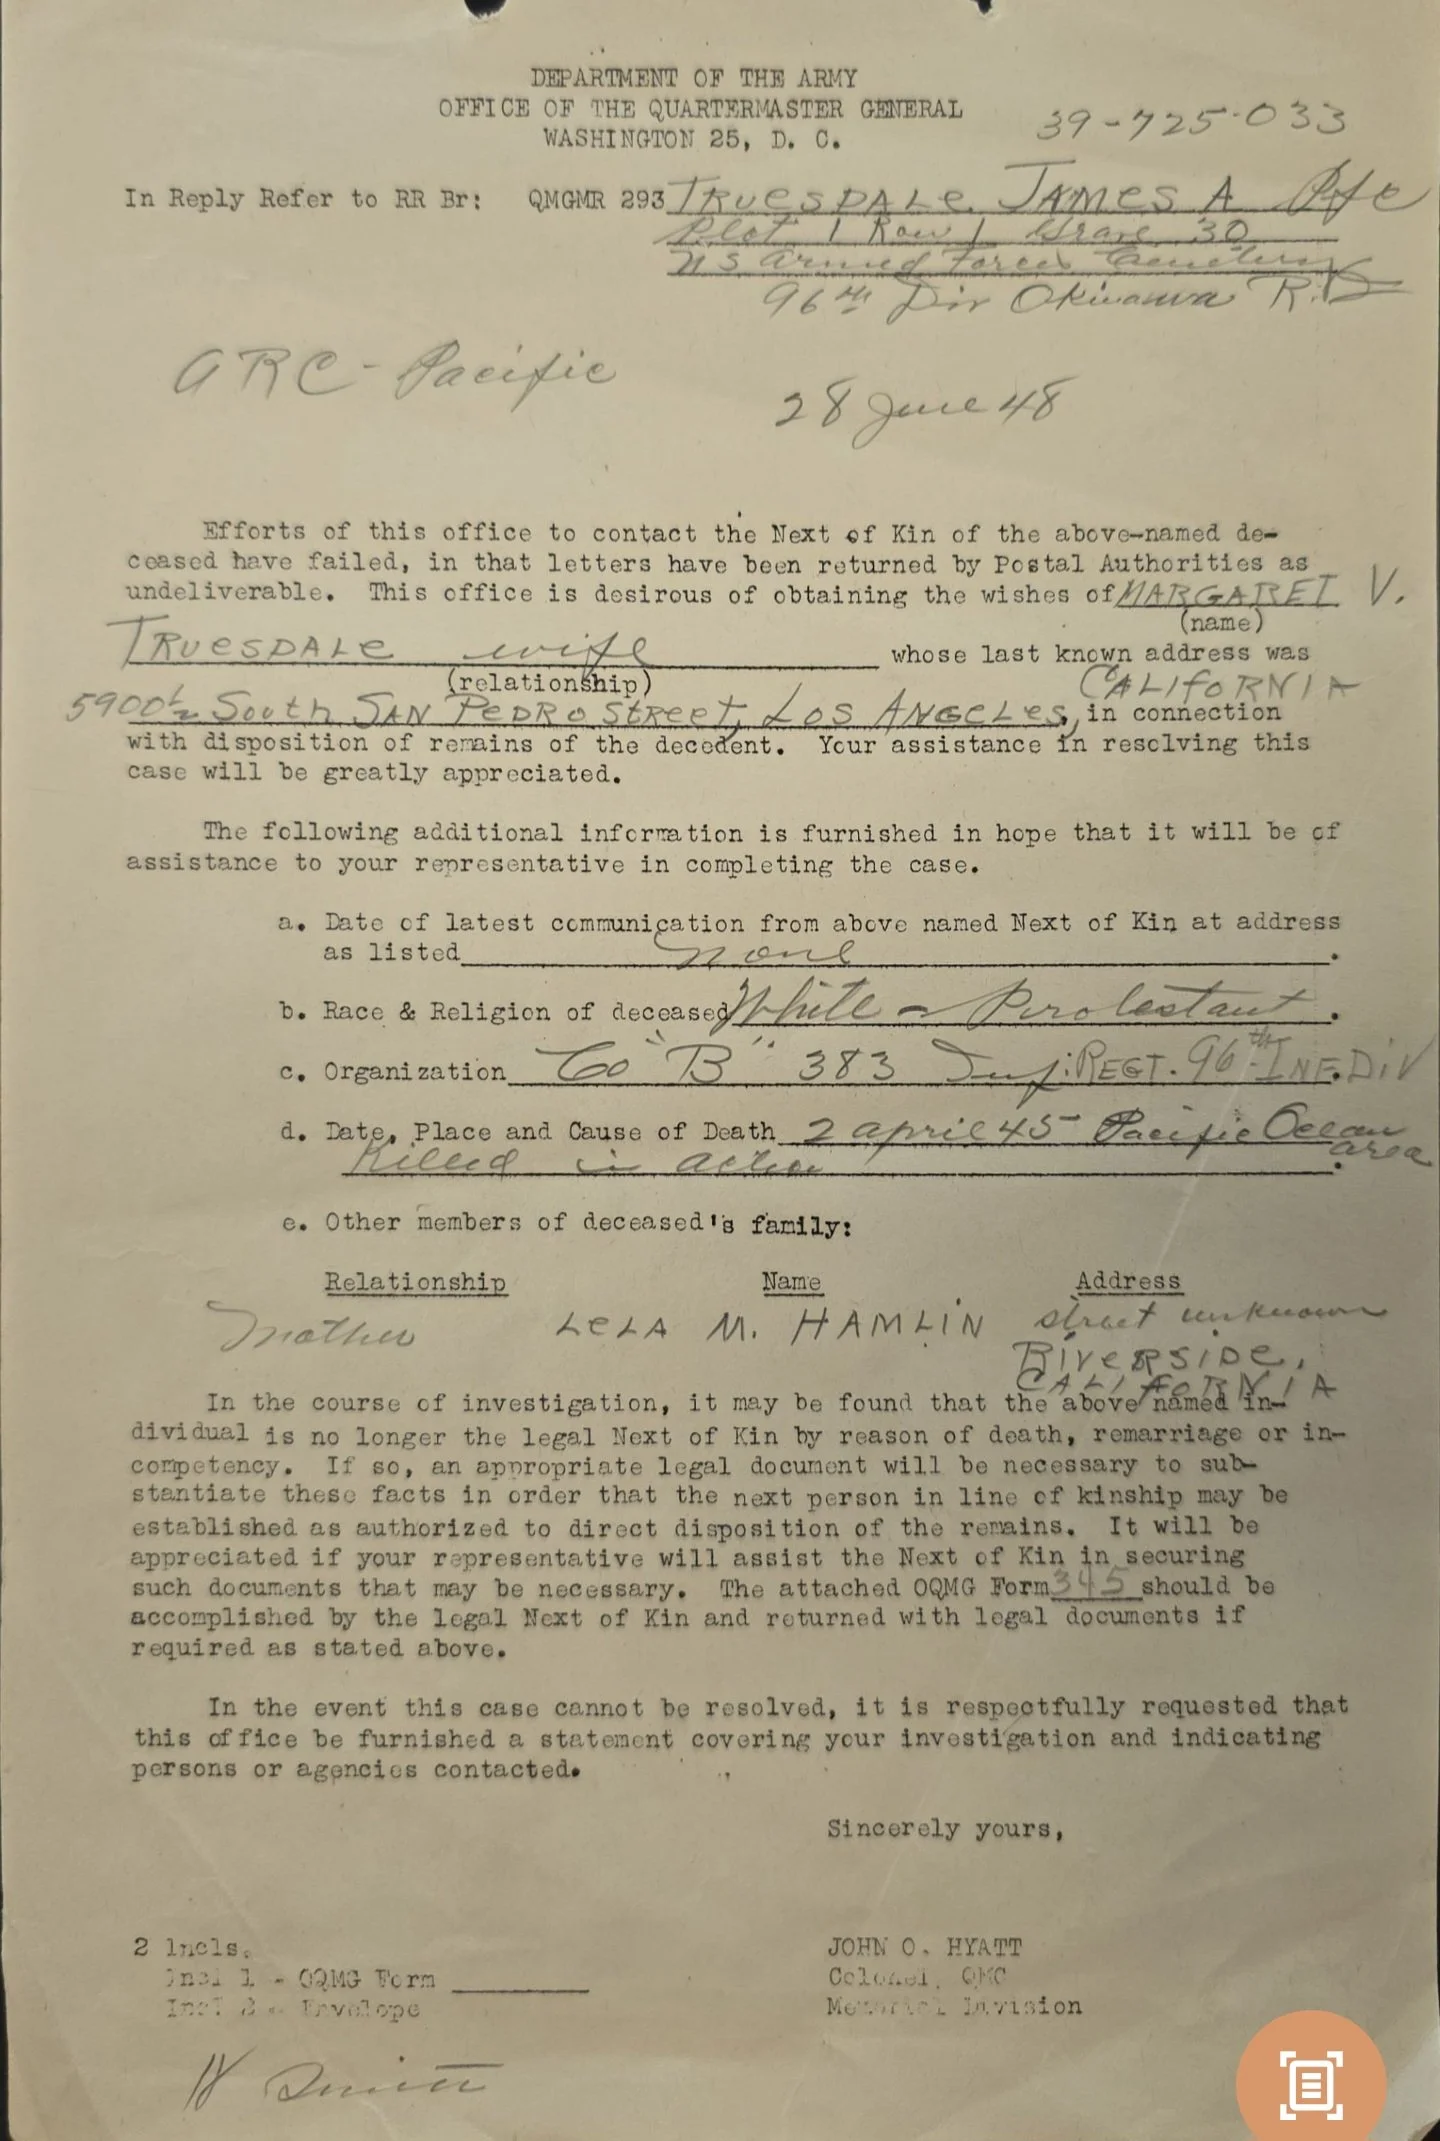 DEPARTMENT OF THE ARMY
OFFICE OF THE QUARTERMASTER GENERAL
WASHINGTON 25, D. C.
39-725-033
In Reply Refer to RR Br: QMGMR 293 TRUESDALE, JAMES A Pfc
Plot 1 Row 1 Grave 30
US Armed Forces Cemetery
96th Div Okinawa R.I.
ARC - Pacific
28 June 48
Efforts of this office to contact the Next of Kin of the above-named de-
ceased have failed, in that letters have been returned by Postal Authorities as
undeliverable. This office is desirous of obtaining the wishes of MARGARET V.
(name)
TRUESDALE wife whose last known address was
(relationship) CALIFORNIA
5900½ South SAN PEDRO STREET, LOS ANGELES, in connection
with disposition of remains of the decedent. Your assistance in resolving this
case will be greatly appreciated.
The following additional information is furnished in hope that it will be of
assistance to your representative in completing the case.
a. Date of latest communication from above named Next of Kin at address
as listed none.
b. Race & Religion of deceased White - Protestant.
c. Organization Co "B" 383 Inf. REGT. 96th INF. DIV
d. Date, Place and Cause of Death 2 april 45 Pacific Ocean
area
Killed in action.
e. Other members of deceased's family:
Relationship Name Address
Mother LELA M. HAMLIN street unknown
RIVERSIDE,
CALIFORNIA
In the course of investigation, it may be found that the above named in-
dividual is no longer the legal Next of Kin by reason of death, remarriage or in-
competency. If so, an appropriate legal document will be necessary to sub-
stantiate these facts in order that the next person in line of kinship may be
established as authorized to direct disposition of the remains. It will be
appreciated if your representative will assist the Next of Kin in securing
such documents that may be necessary. The attached OQMG Form 345 should be
accomplished by the legal Next of Kin and returned with legal documents if
required as stated above.
In the event this case cannot be resolved, it is respectfully requested that
this office be furnished a statement covering your investigation and indicating
persons or agencies contacted.
Sincerely yours,
2 Incls.
Incl 1 - OQMG Form
Incl 2 - Envelope
JOHN O. HYATT
Colonel, QMC
Memorial Division